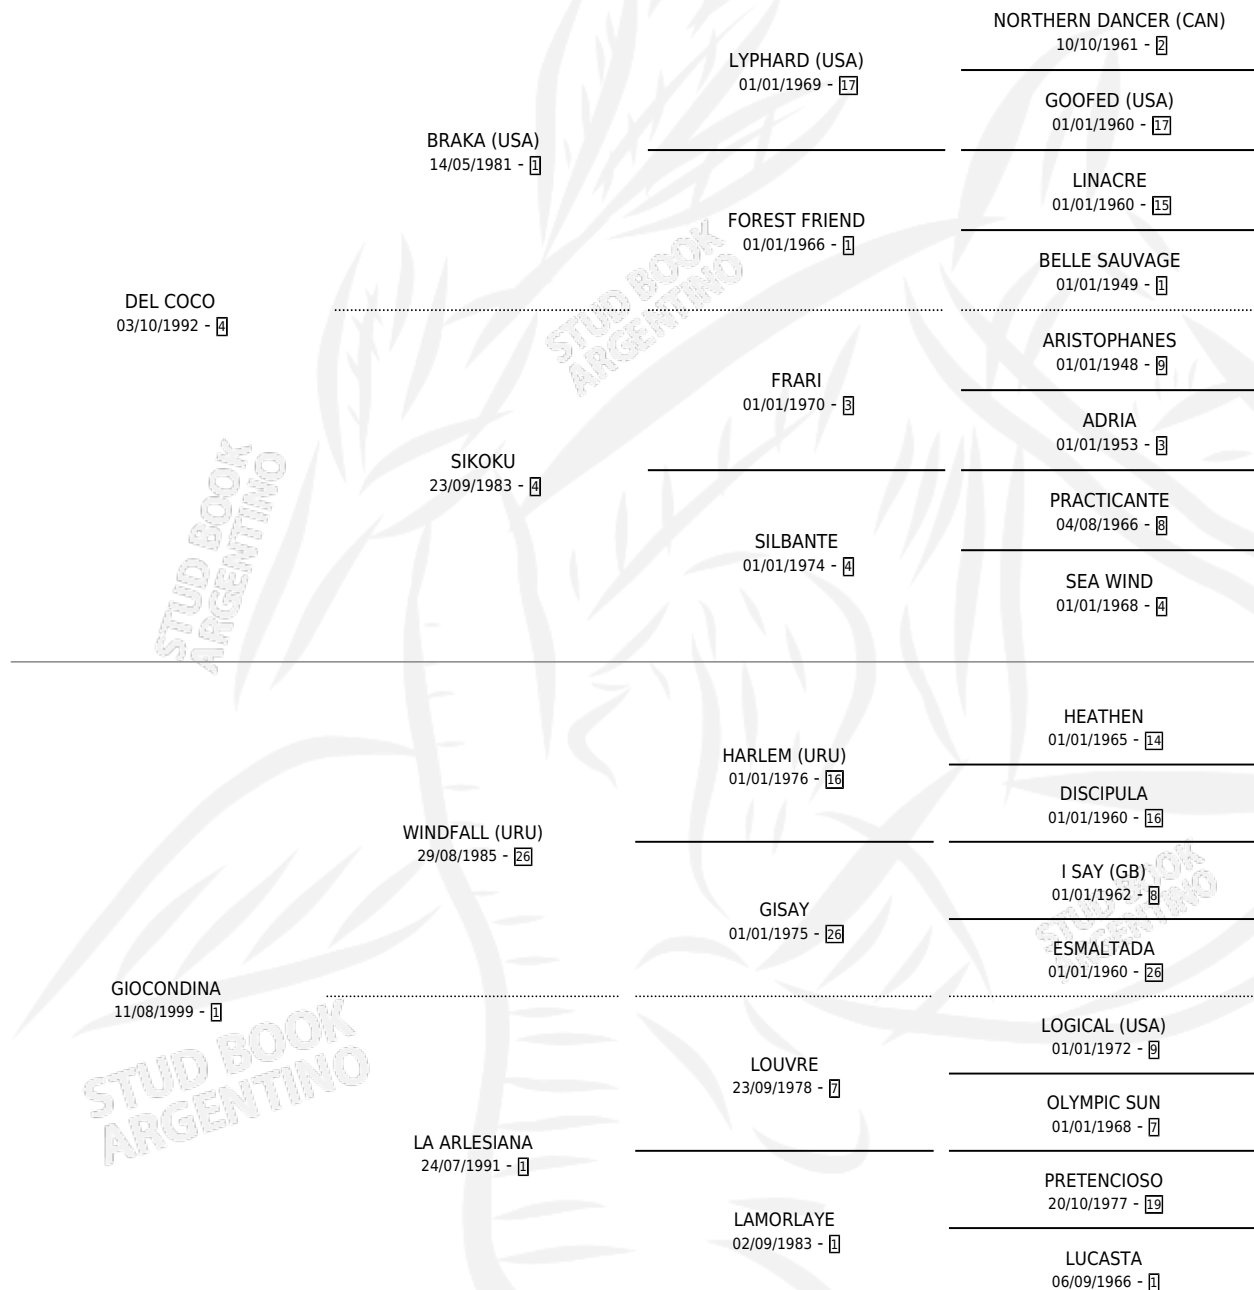 NORTHERN DANCER (CAN)
10/10/1961 - 2
LYPHARD (USA)
01/01/1969 - 17
GOOFED (USA)
01/01/1960 - 17
BRAKA (USA)
14/05/1981 - 1
LINACRE
01/01/1960 - 15
FOREST FRIEND
01/01/1966 - 1
BELLE SAUVAGE
01/01/1949 - 1
DEL COCO
03/10/1992 - 4
STUD BOOK
ARGENTINO
ARISTOPHANES
01/01/1948 - 9
FRARI
01/01/1970 - 3
ADRIA
01/01/1953 - 3
SIKOKU
23/09/1983 - 4
PRACTICANTE
04/08/1966 - 8
SILBANTE
01/01/1974 - 4
SEA WIND
01/01/1968 - 4
STUD BOOK
ARGENTINO
HEATHEN
01/01/1965 - 14
HARLEM (URU)
01/01/1976 - 16
DISCIPULA
01/01/1960 - 16
WINDFALL (URU)
29/08/1985 - 26
I SAY (GB)
01/01/1962 - 8
GISAY
01/01/1975 - 26
ESMALTADA
01/01/1960 - 26
STUD BOOK
ARGENTINO
GIOCONDINA
11/08/1999 - 1
LOGICAL (USA)
01/01/1972 - 9
LOUVRE
23/09/1978 - 7
OLYMPIC SUN
01/01/1968 - 7
STUD BOOK
ARGENTINO
LA ARLESIANA
24/07/1991 - 1
PRETENCIOSO
20/10/1977 - 19
LAMORLAYE
02/09/1983 - 1
LUCASTA
06/09/1966 - 1